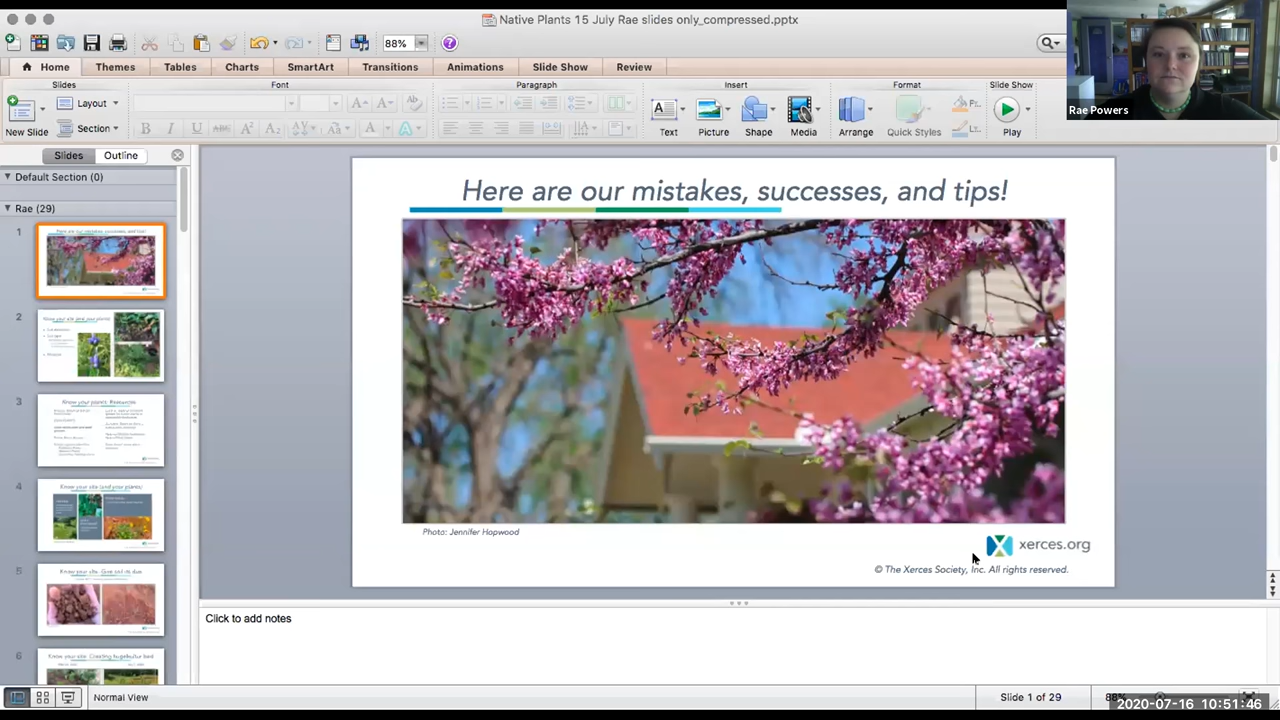 Native Plants 15 July Rae slides only_compressed.pptx
88%
Home Themes Tables Charts SmartArt Transitions Animations Slide Show Review
Slides Font Paragraph Insert Format Slide Show
New Slide
Layout
Section
Text Picture Shape Media Arrange Quick Styles Play
Rae Powers
Slides Outline
Default Section (0)
Rae (29)
1
2
3
4
5
6
Here are our mistakes, successes, and tips!
Photo: Jennifer Hopwood
xerces.org
© The Xerces Society, Inc. All rights reserved.
Click to add notes
Normal View
Slide 1 of 29
88%
2020-07-16 10:51:46